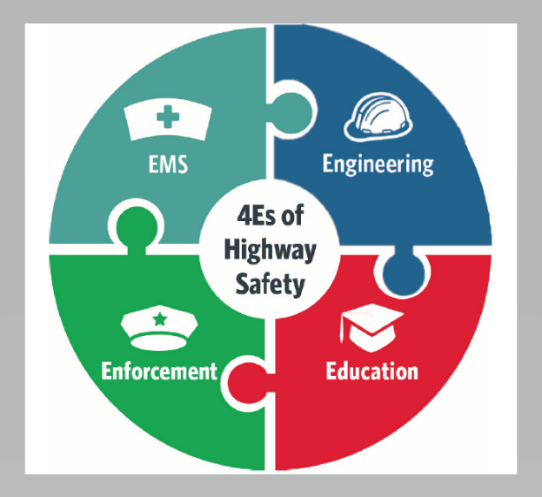 EMS
Engineering
4Es of
Highway
Safety
Enforcement
Education